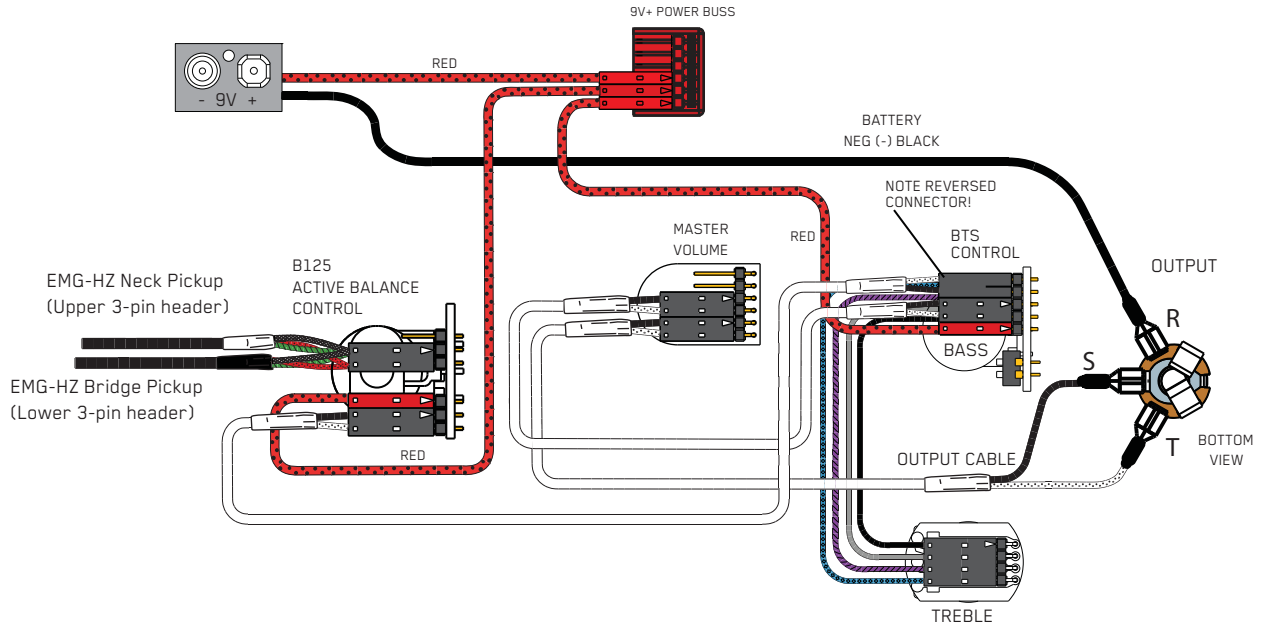 9V+ POWER BUSS
RED
- 9V +
BATTERY
NEG (-) BLACK
NOTE REVERSED
CONNECTOR!
MASTER
VOLUME
RED
BTS
CONTROL
OUTPUT
B125
ACTIVE BALANCE
CONTROL
EMG-HZ Neck Pickup
(Upper 3-pin header)
R
BASS
S
EMG-HZ Bridge Pickup
(Lower 3-pin header)
T
BOTTOM
VIEW
RED
OUTPUT CABLE
TREBLE